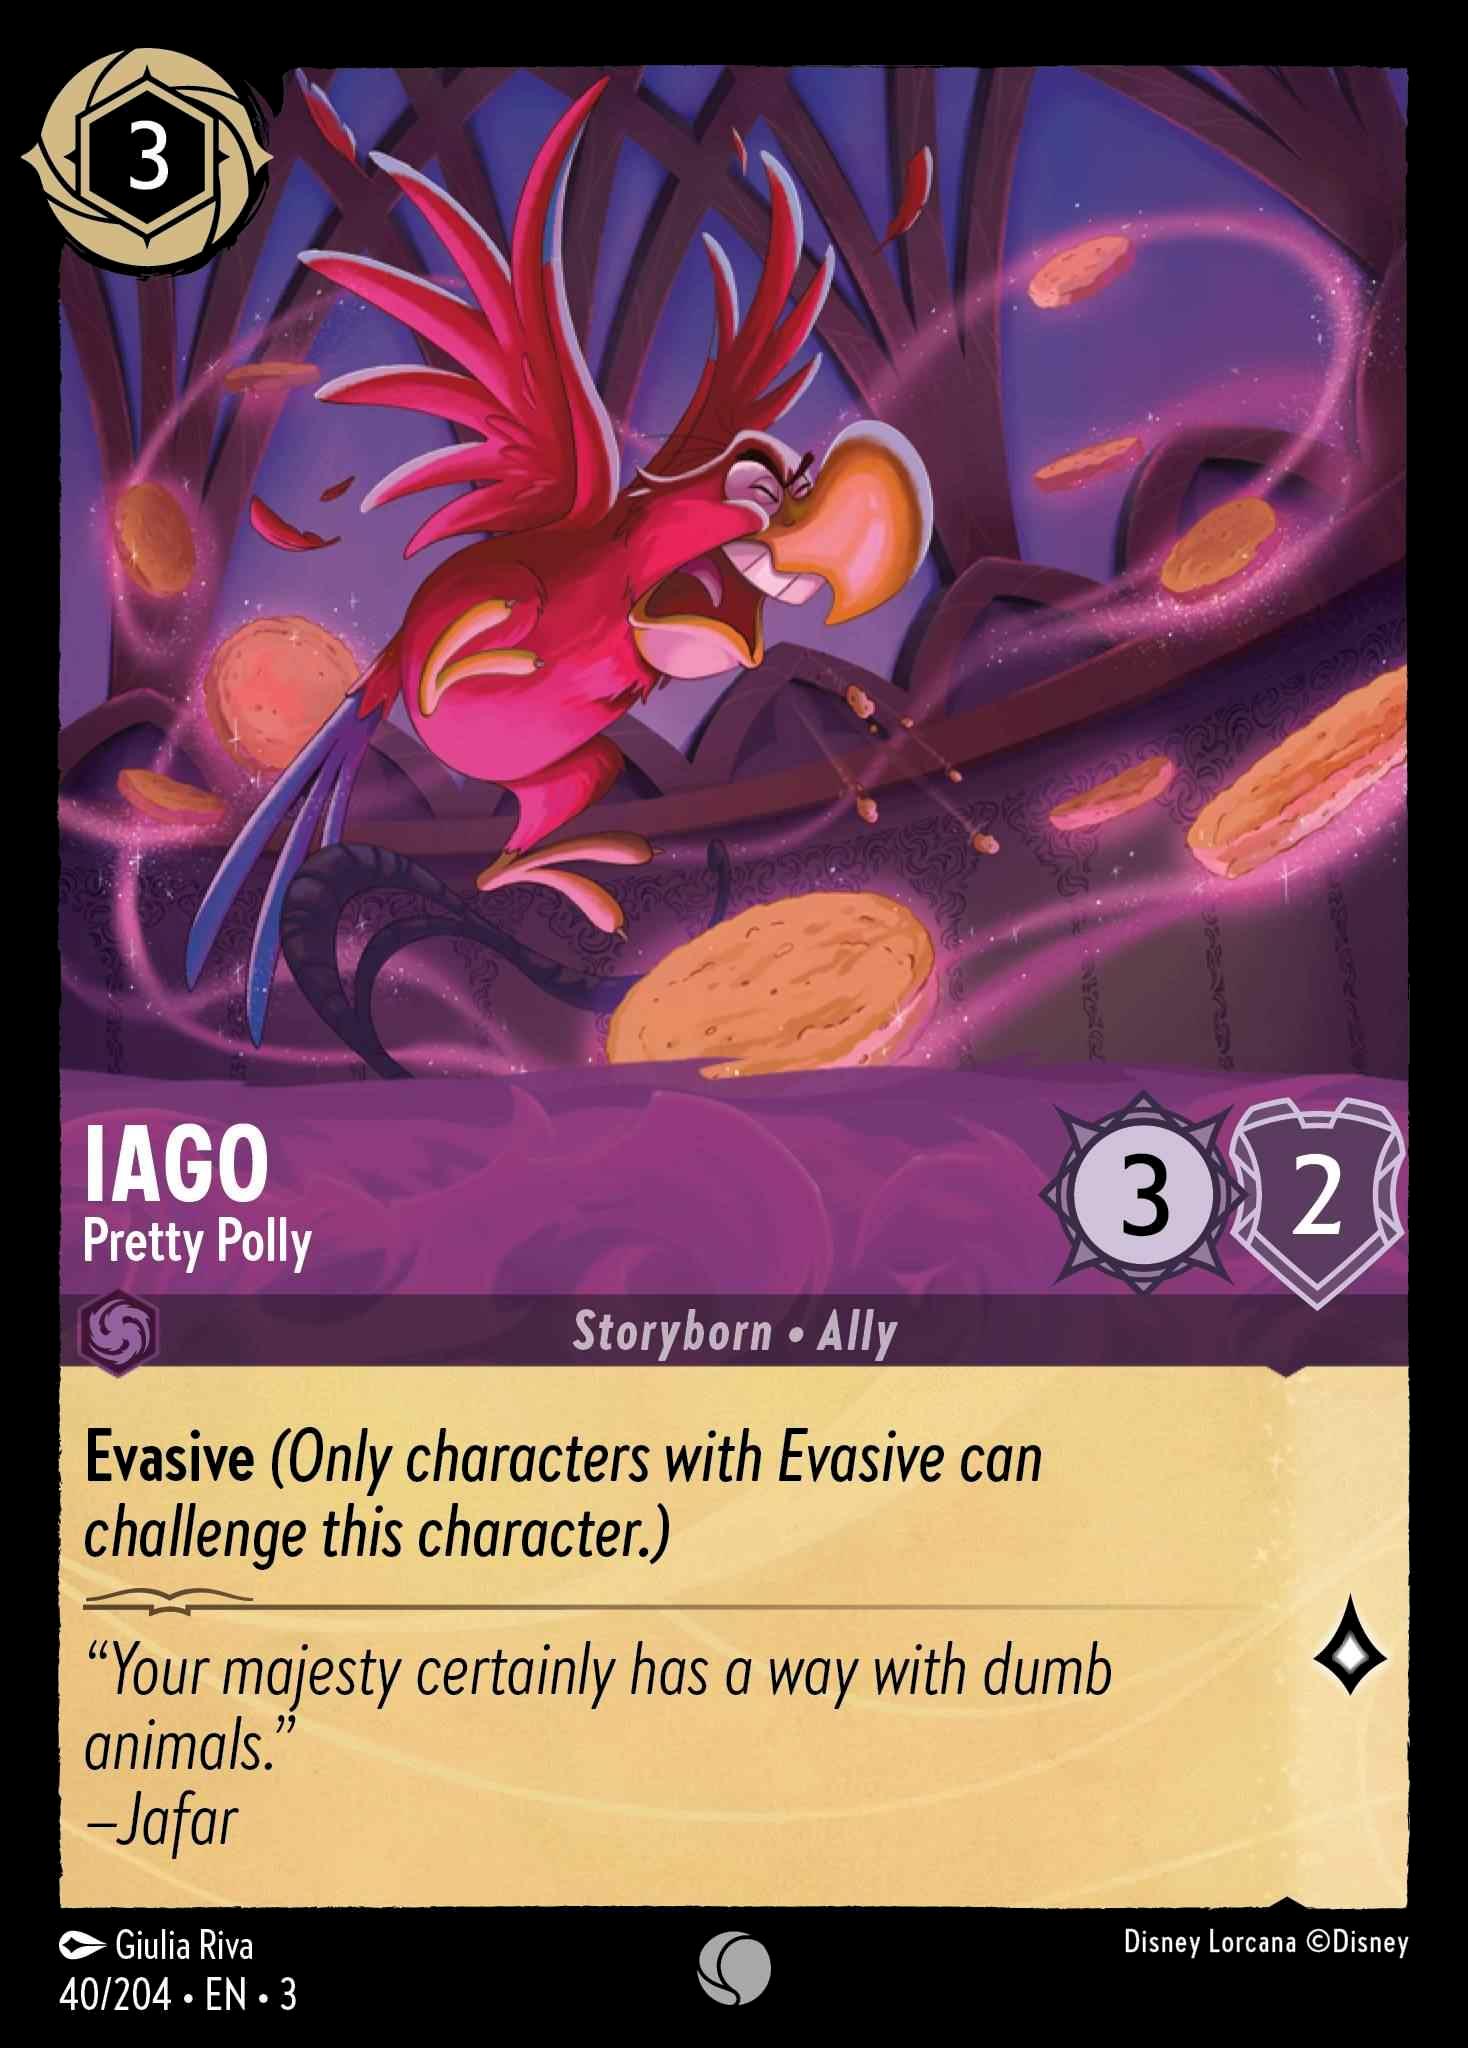 3
IAGO
Pretty Polly
3
2
Storyborn • Ally
Evasive (Only characters with Evasive can
challenge this character.)
“Your majesty certainly has a way with dumb
animals.”
–Jafar
Giulia Riva
Disney Lorcana ©Disney
40/204 • EN • 3